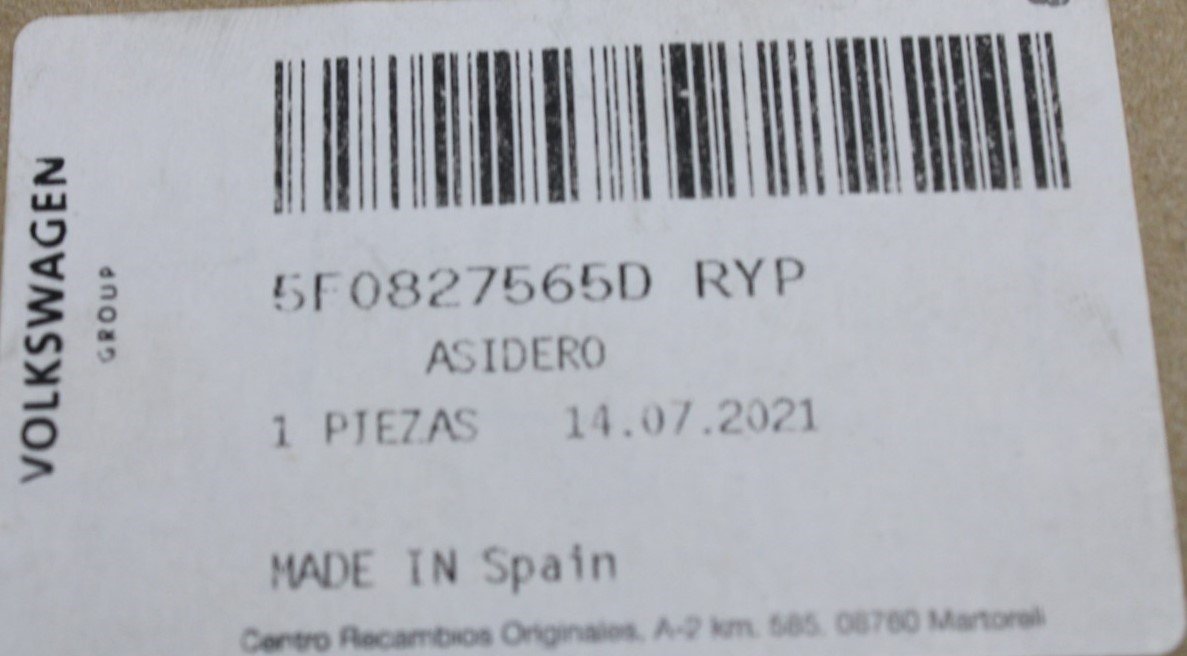 VOLKSWAGEN
GROUP
5F0827565D RYP
ASIDERO
1 PIEZAS 14.07.2021
MADE IN Spain
Centro Recambios Originales, A-2 km. 585. 08760 Martorell